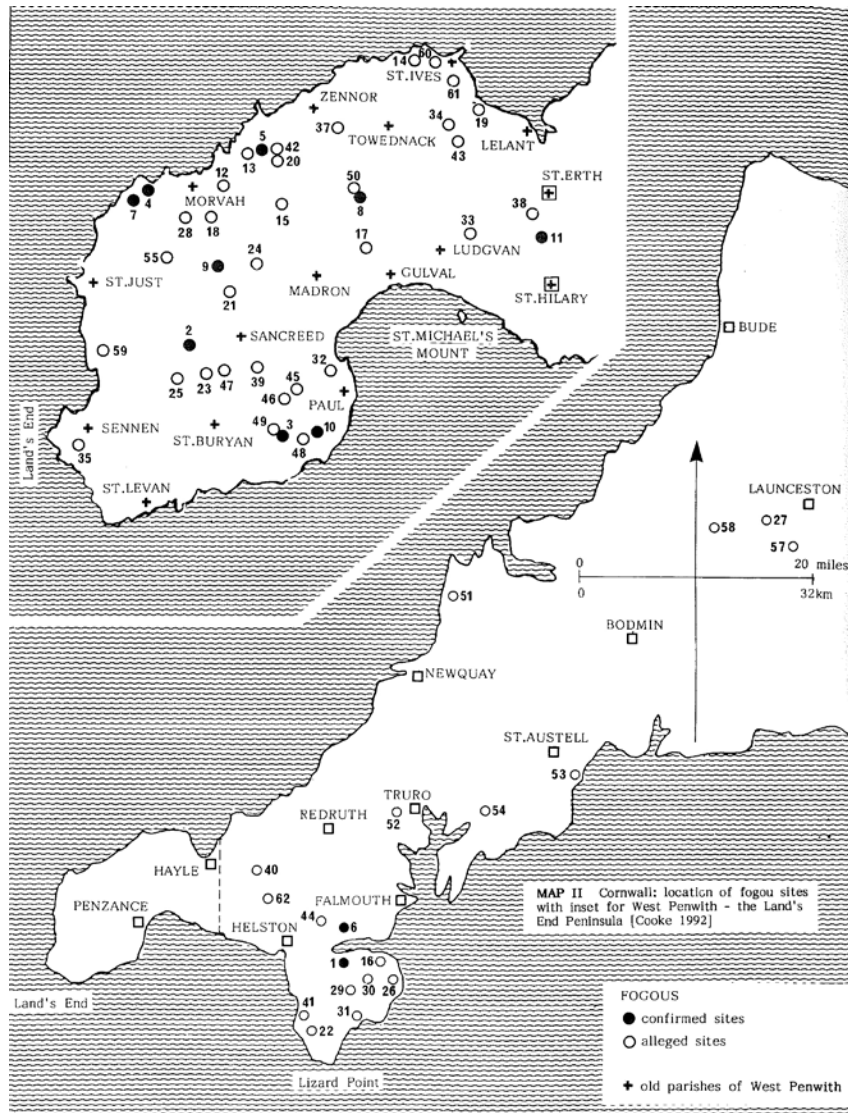 14
60
ST.IVES
61
ZENNOR
5
42
37
TOWEDNACK
34
19
13
20
43
LELANT
12
50
ST.ERTH
4
MORVAH
7
8
38
28
18
15
33
11
17
55
9
24
LUDGVAN
ST.JUST
MADRON
GULVAL
ST.HILARY
21
2
SANCREED
ST.MICHAEL'S
MOUNT
59
32
25
23
47
39
45
46
PAUL
Land's End
SENNEN
ST.BURYAN
49
3
10
48
35
ST.LEVAN
BUDE
LAUNCESTON
58
27
57
0
20 miles
0
32km
51
BODMIN
NEWQUAY
ST.AUSTELL
53
TRURO
52
54
REDRUTH
HAYLE
40
62
PENZANCE
FALMOUTH
44
6
HELSTON
1
16
29
30
26
41
31
22
Land's End
Lizard Point
MAP II Cornwall: location of fogou sites
with inset for West Penwith - the Land's
End Peninsula [Cooke 1992]
FOGOUS
confirmed sites
alleged sites
old parishes of West Penwith